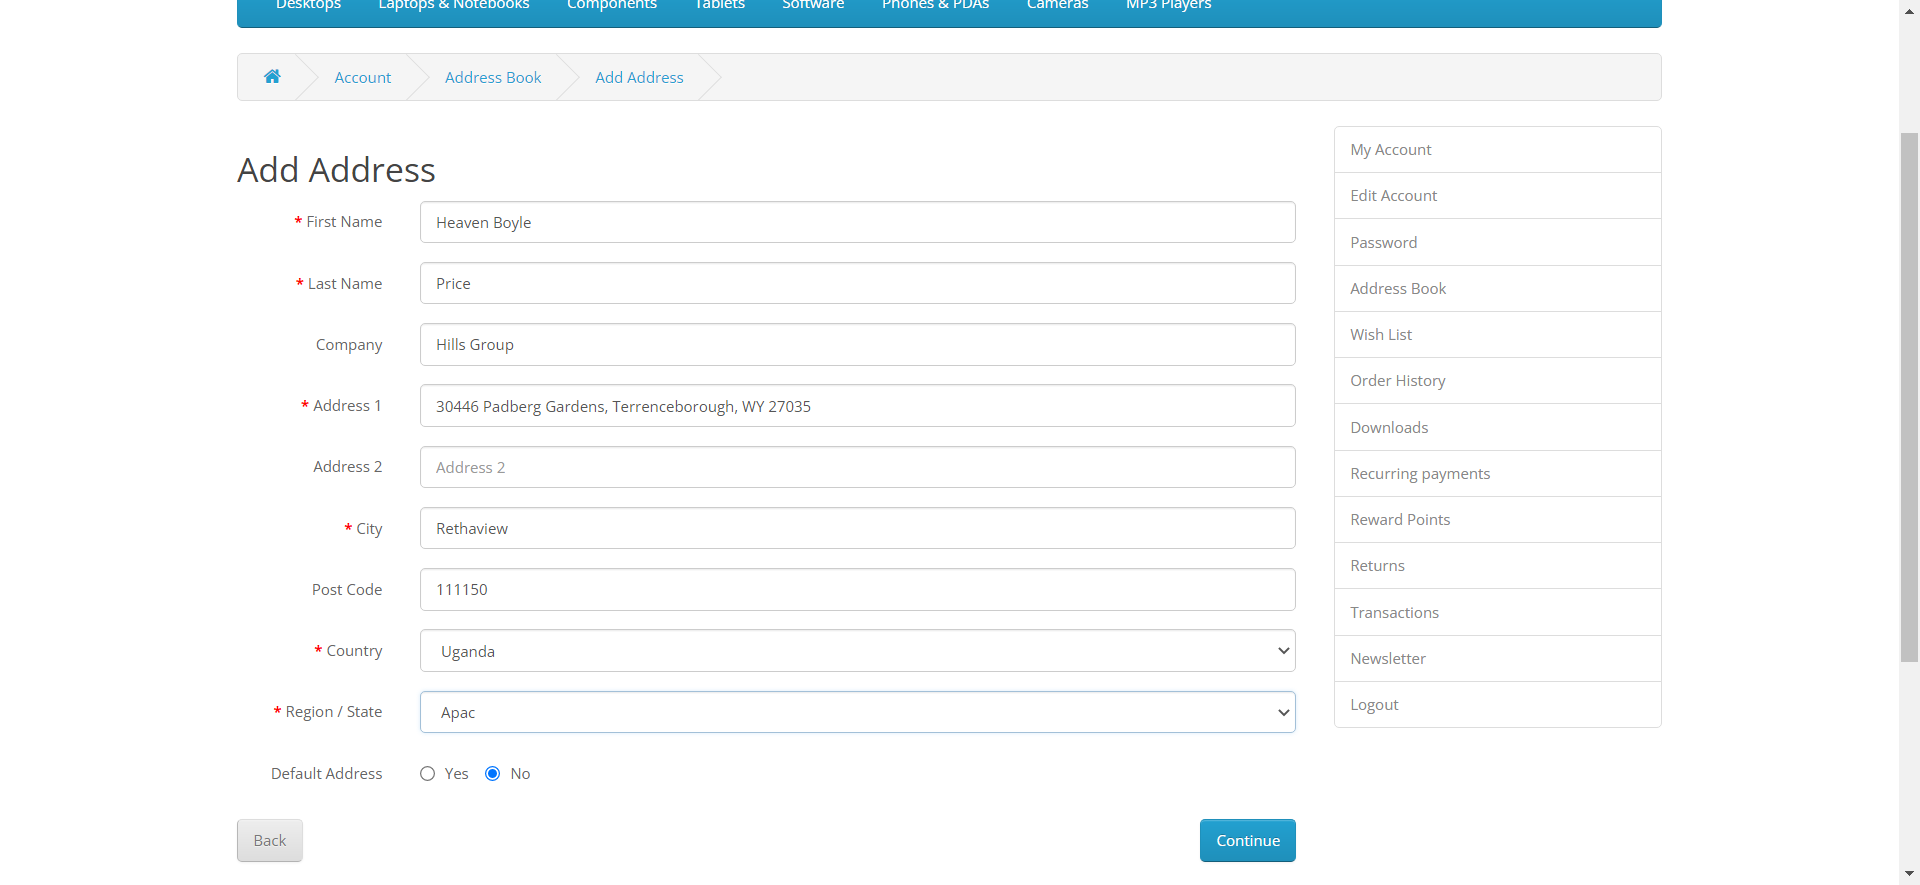 Desktops Laptops & Notebooks Components Tablets Software Phones & PDAs Cameras MP3 Players
Account Address Book Add Address
Add Address
* First Name Heaven Boyle
* Last Name Price
Company Hills Group
* Address 1 30446 Padberg Gardens, Terrenceborough, WY 27035
Address 2 Address 2
* City Rethaview
Post Code 111150
* Country Uganda
* Region / State Apac
Default Address Yes No
Back Continue
My Account
Edit Account
Password
Address Book
Wish List
Order History
Downloads
Recurring payments
Reward Points
Returns
Transactions
Newsletter
Logout